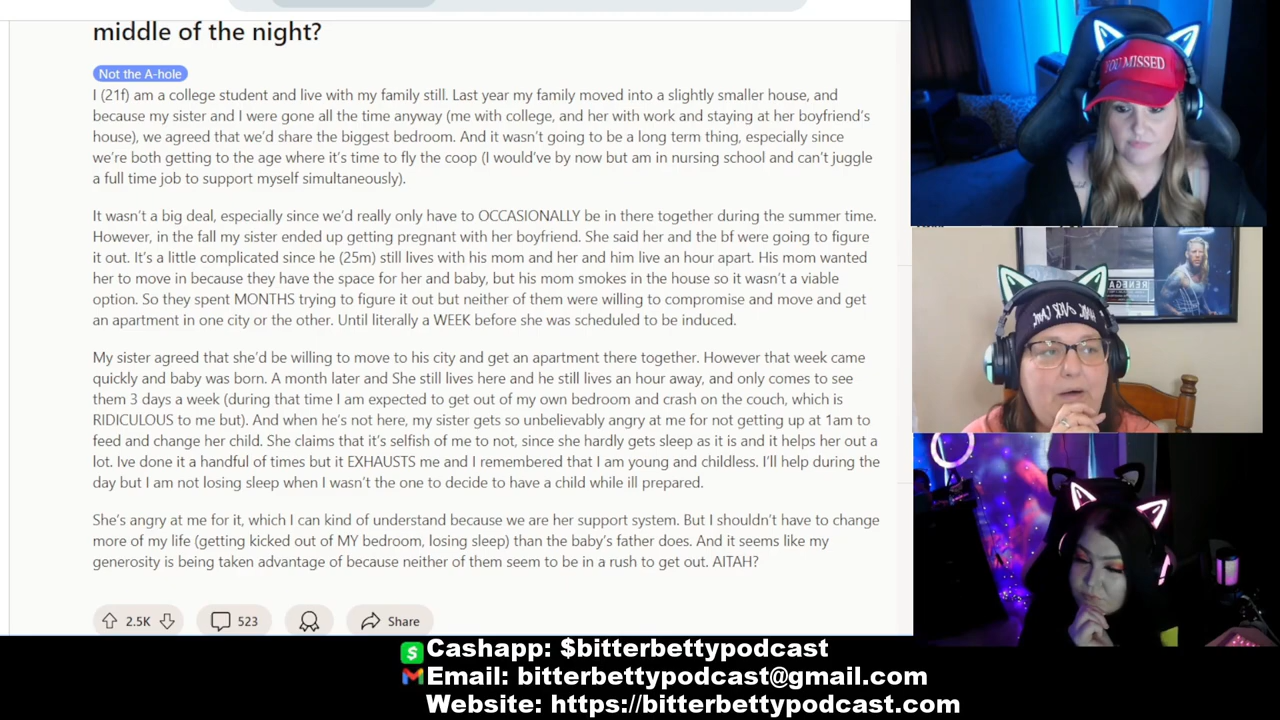 middle of the night?
Not the A-hole
I (21f) am a college student and live with my family still. Last year my family moved into a slightly smaller house, and
because my sister and I were gone all the time anyway (me with college, and her with work and staying at her boyfriend's
house), we agreed that we'd share the biggest bedroom. And it wasn't going to be a long term thing, especially since
we're both getting to the age where it's time to fly the coop (I would've by now but am in nursing school and can't juggle
a full time job to support myself simultaneously).
It wasn't a big deal, especially since we'd really only have to OCCASIONALLY be in there together during the summer time.
However, in the fall my sister ended up getting pregnant with her boyfriend. She said her and the bf were going to figure
it out. It's a little complicated since he (25m) still lives with his mom and her and him live an hour apart. His mom wanted
her to move in because they have the space for her and baby, but his mom smokes in the house so it wasn't a viable
option. So they spent MONTHS trying to figure it out but neither of them were willing to compromise and move and get
an apartment in one city or the other. Until literally a WEEK before she was scheduled to be induced.
My sister agreed that she'd be willing to move to his city and get an apartment there together. However that week came
quickly and baby was born. A month later and She still lives here and he still lives an hour away, and only comes to see
them 3 days a week (during that time I am expected to get out of my own bedroom and crash on the couch, which is
RIDICULOUS to me but). And when he's not here, my sister gets so unbelievably angry at me for not getting up at 1am to
feed and change her child. She claims that it's selfish of me to not, since she hardly gets sleep as it is and it helps her out a
lot. Ive done it a handful of times but it EXHAUSTS me and I remembered that I am young and childless. I'll help during the
day but I am not losing sleep when I wasn't the one to decide to have a child while ill prepared.
She's angry at me for it, which I can kind of understand because we are her support system. But I shouldn't have to change
more of my life (getting kicked out of MY bedroom, losing sleep) than the baby's father does. And it seems like my
generosity is being taken advantage of because neither of them seem to be in a rush to get out. AITAH?
2.5K
523
Share
YOU MISSED
RENEGA
Cashapp: $bitterbettypodcast
Email: bitterbettypodcast@gmail.com
Website: https://bitterbettypodcast.com